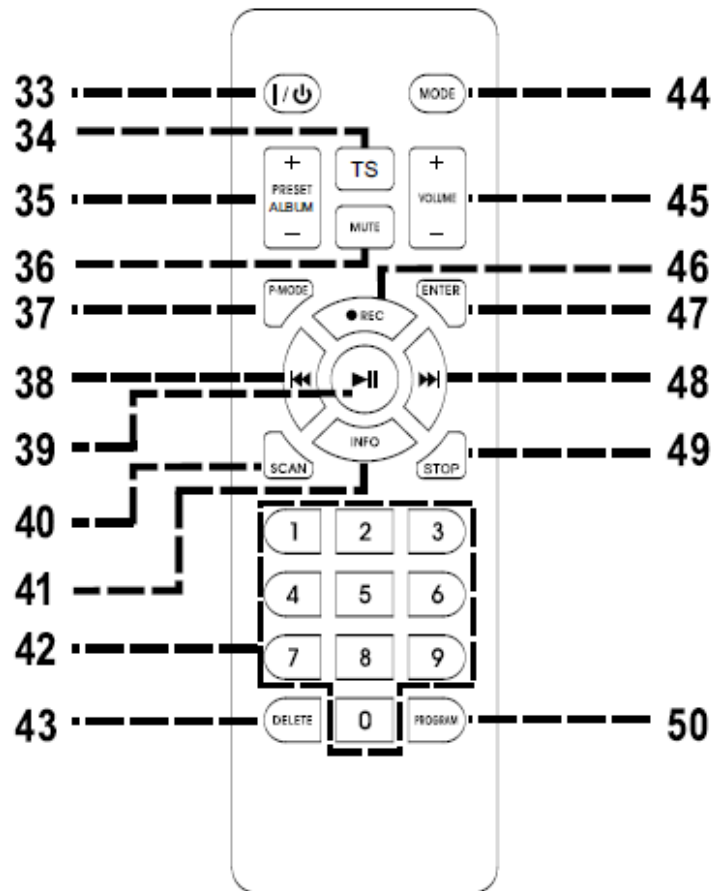 33 I/⏻ MODE 44
34 TS
35 + PRESET ALBUM − + VOLUME − 45
36 MUTE 46
37 P-MODE ● REC ENTER 47
38 ⏮ ⏯ ⏭ 48
39 INFO 49
40 SCAN STOP
1 2 3
41 4 5 6
42 7 8 9
43 DELETE 0 PROGRAM 50